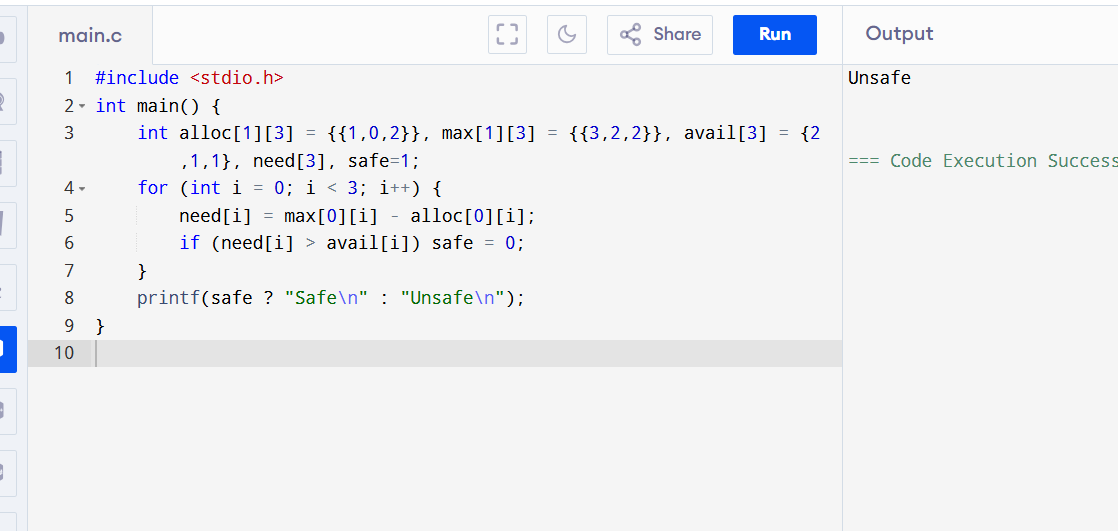 main.c
Share
Run
Output
1 #include <stdio.h>
2 int main() {
3 int alloc[1][3] = {{1,0,2}}, max[1][3] = {{3,2,2}}, avail[3] = {2
,1,1}, need[3], safe=1;
4 for (int i = 0; i < 3; i++) {
5 need[i] = max[0][i] - alloc[0][i];
6 if (need[i] > avail[i]) safe = 0;
7 }
8 printf(safe ? "Safe\n" : "Unsafe\n");
9 }
10
Unsafe
=== Code Execution Success